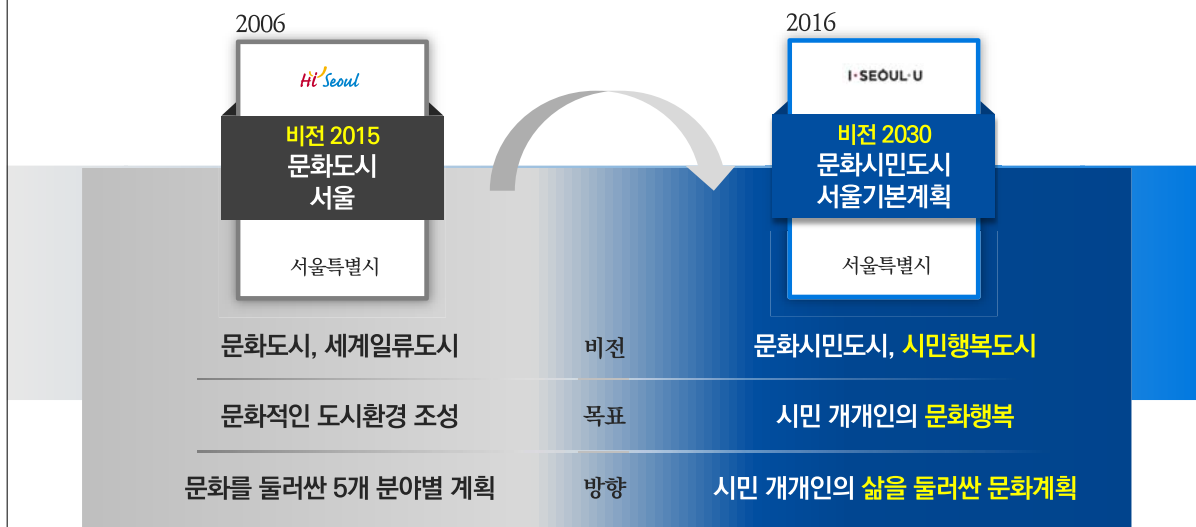 2006
Hi Seoul
비전 2015
문화도시
서울
서울특별시
2016
I·SEOUL·U
비전 2030
문화시민도시
서울기본계획
서울특별시
문화도시, 세계일류도시 비전 문화시민도시, 시민행복도시
문화적인 도시환경 조성 목표 시민 개개인의 문화행복
문화를 둘러싼 5개 분야별 계획 방향 시민 개개인의 삶을 둘러싼 문화계획